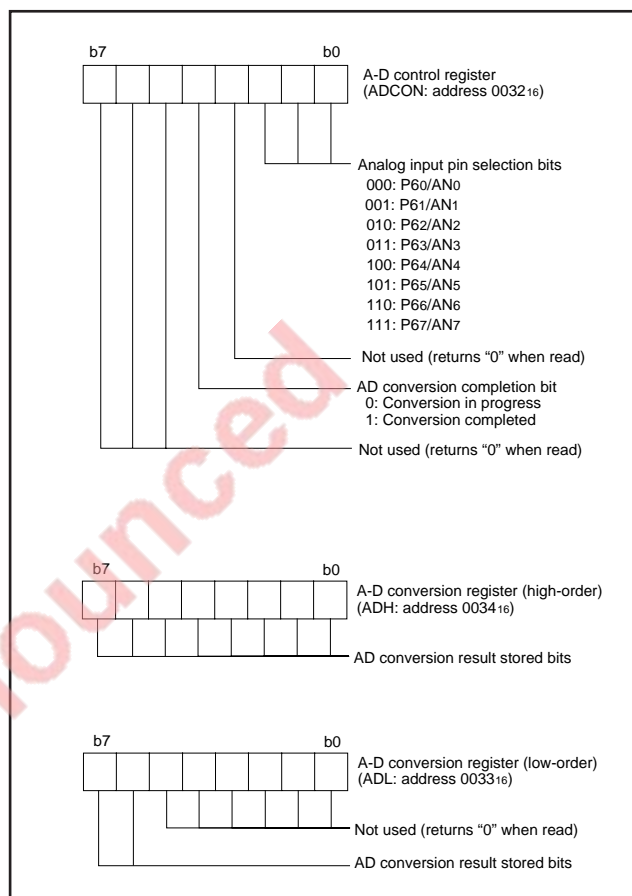 b7 b0
A-D control register
(ADCON: address 003216)
Analog input pin selection bits
000: P60/AN0
001: P61/AN1
010: P62/AN2
011: P63/AN3
100: P64/AN4
101: P65/AN5
110: P66/AN6
111: P67/AN7
Not used (returns “0” when read)
AD conversion completion bit
0: Conversion in progress
1: Conversion completed
Not used (returns “0” when read)
b7 b0
A-D conversion register (high-order)
(ADH: address 003416)
AD conversion result stored bits
b7 b0
A-D conversion register (low-order)
(ADL: address 003316)
Not used (returns “0” when read)
AD conversion result stored bits
ounced